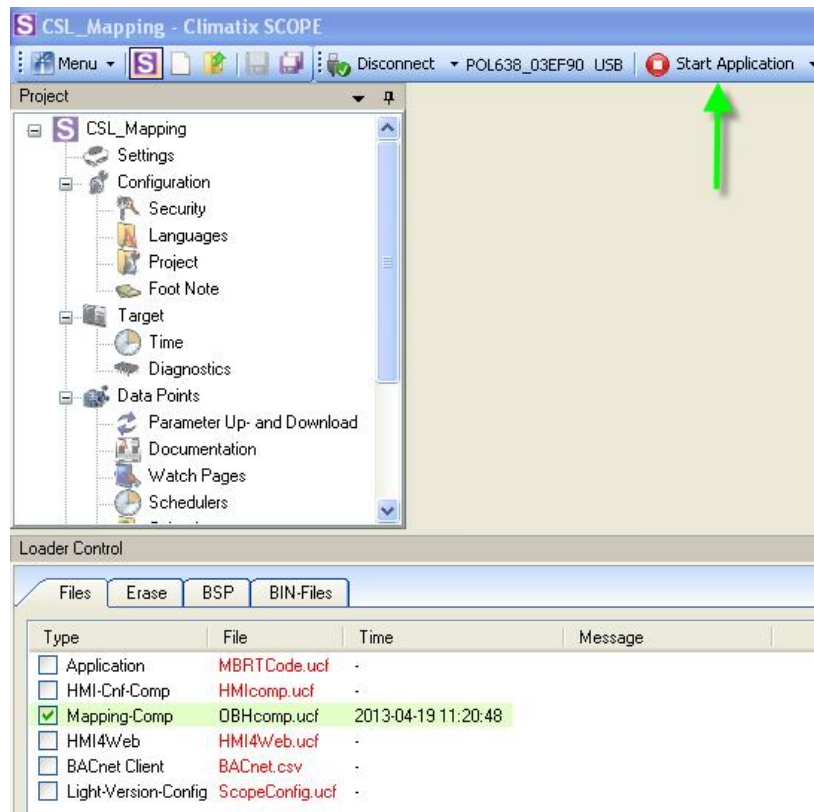 S CSL_Mapping - Climatix SCOPE
Menu S Disconnect POL638_03EF90 USB Start Application
Project
S CSL_Mapping
Settings
Configuration
Security
Languages
Project
Foot Note
Target
Time
Diagnostics
Data Points
Parameter Up- and Download
Documentation
Watch Pages
Schedulers
Loader Control
Files Erase BSP BIN-Files
Type File Time Message
Application MBRTCode.ucf -
HMI-Cnf-Comp HMIcomp.ucf -
Mapping-Comp OBHcomp.ucf 2013-04-19 11:20:48
HMI4Web HMI4Web.ucf -
BACnet Client BACnet.csv -
Light-Version-Config ScopeConfig.ucf -